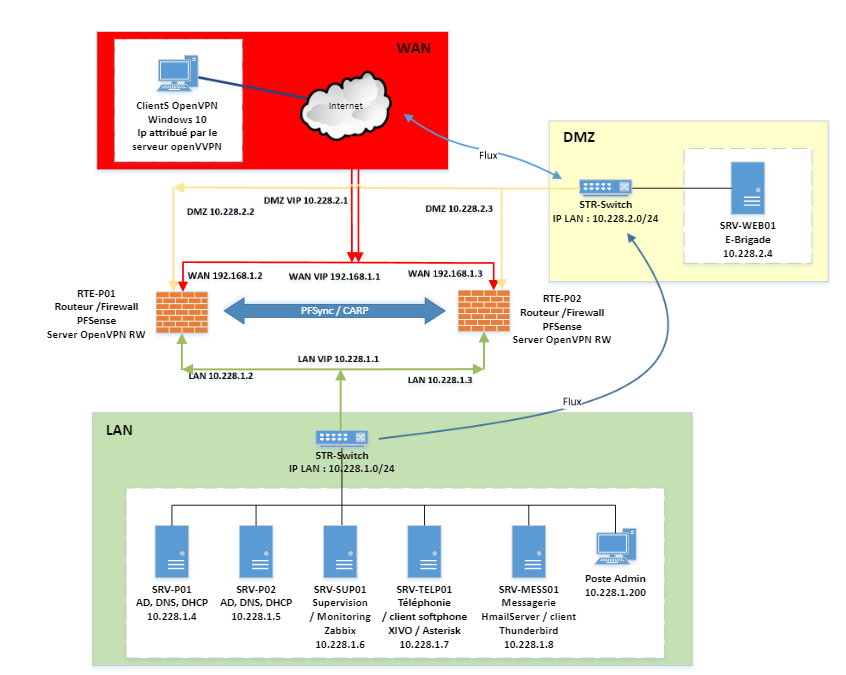 WAN
ClientS OpenVPN
Windows 10
Ip attribué par le
serveur openVVPN
Internet
Flux
DMZ
STR-Switch
IP LAN : 10.228.2.0/24
SRV-WEB01
E-Brigade
10.228.2.4
DMZ VIP 10.228.2.1
DMZ 10.228.2.2
DMZ 10.228.2.3
WAN 192.168.1.2
WAN VIP 192.168.1.1
WAN 192.168.1.3
RTE-P01
Routeur /Firewall
PFSense
Server OpenVPN RW
PFSync / CARP
RTE-P02
Routeur /Firewall
PFSense
Server OpenVPN RW
LAN VIP 10.228.1.1
LAN 10.228.1.2
LAN 10.228.1.3
Flux
LAN
STR-Switch
IP LAN : 10.228.1.0/24
SRV-P01
AD, DNS, DHCP
10.228.1.4
SRV-P02
AD, DNS, DHCP
10.228.1.5
SRV-SUP01
Supervision
/ Monitoring
Zabbix
10.228.1.6
SRV-TELP01
Téléphonie
/ client softphone
XIVO / Asterisk
10.228.1.7
SRV-MESS01
Messagerie
HmailServer / client
Thunderbird
10.228.1.8
Poste Admin
10.228.1.200